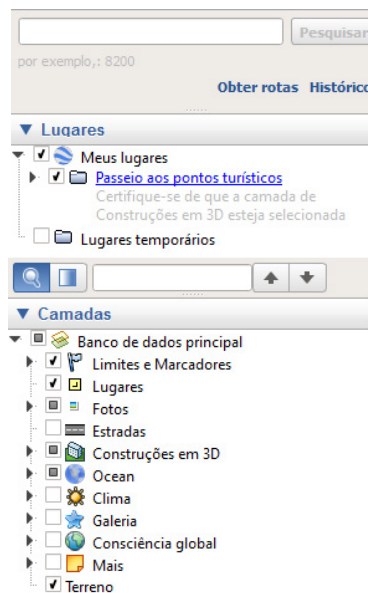 Pesquisar
por exemplo,: 8200
Obter rotas Histórico
Lugares
Meus lugares
Passeio aos pontos turísticos
Certifique-se de que a camada de
Construções em 3D esteja selecionada
Lugares temporários
Camadas
Banco de dados principal
Limites e Marcadores
Lugares
Fotos
Estradas
Construções em 3D
Ocean
Clima
Galeria
Consciência global
Mais
Terreno